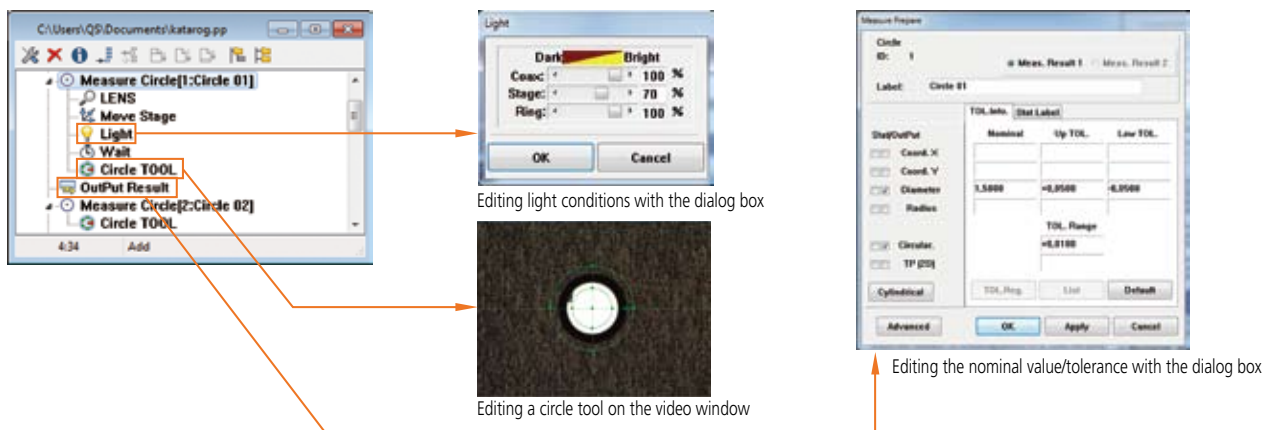 C:\Users\QS\Documents\katarog.pp
Measure Circle[1:Circle 01]
LENS
Move Stage
Light
Wait
Circle TOOL
OutPut Result
Measure Circle[2:Circle 02]
Circle TOOL
4:34 Add
Light
Dark Bright
Coax: 100 %
Stage: 70 %
Ring: 100 %
OK Cancel
Editing light conditions with the dialog box
Editing a circle tool on the video window
Measure Prepare
Circle
ID: 1
Meas. Result 1 Meas. Result 2
Label: Circle 01
TOL.Info. Stat Label
Stat/OutPut Nominal Up TOL. Low TOL.
Coord. X
Coord. Y
Diameter 1.5000 +0.0500 -0.0500
Radius
TOL. Range
Circular. +0.0100
TP (2D)
Cylindrical TOL.Reg. List Default
Advanced OK Apply Cancel
Editing the nominal value/tolerance with the dialog box